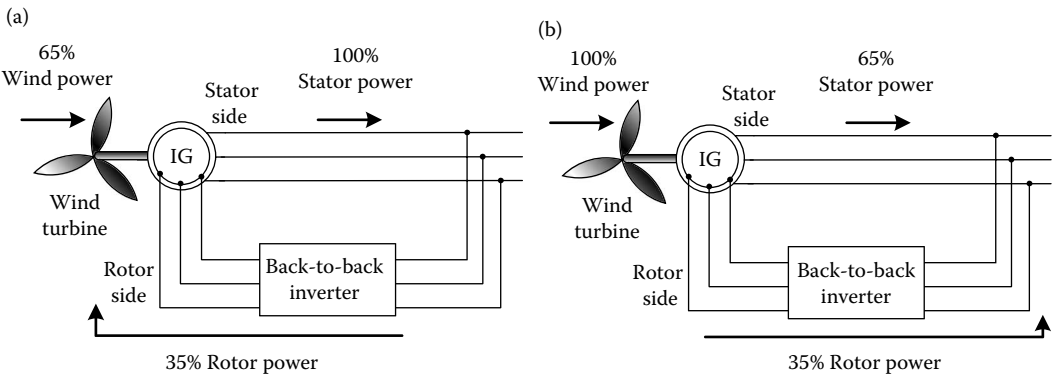 (a)
65%
Wind power
100%
Stator power
Stator
side
IG
Wind
turbine
Rotor
side
Back-to-back
inverter
35% Rotor power
(b)
100%
Wind power
65%
Stator power
Stator
side
IG
Wind
turbine
Rotor
side
Back-to-back
inverter
35% Rotor power